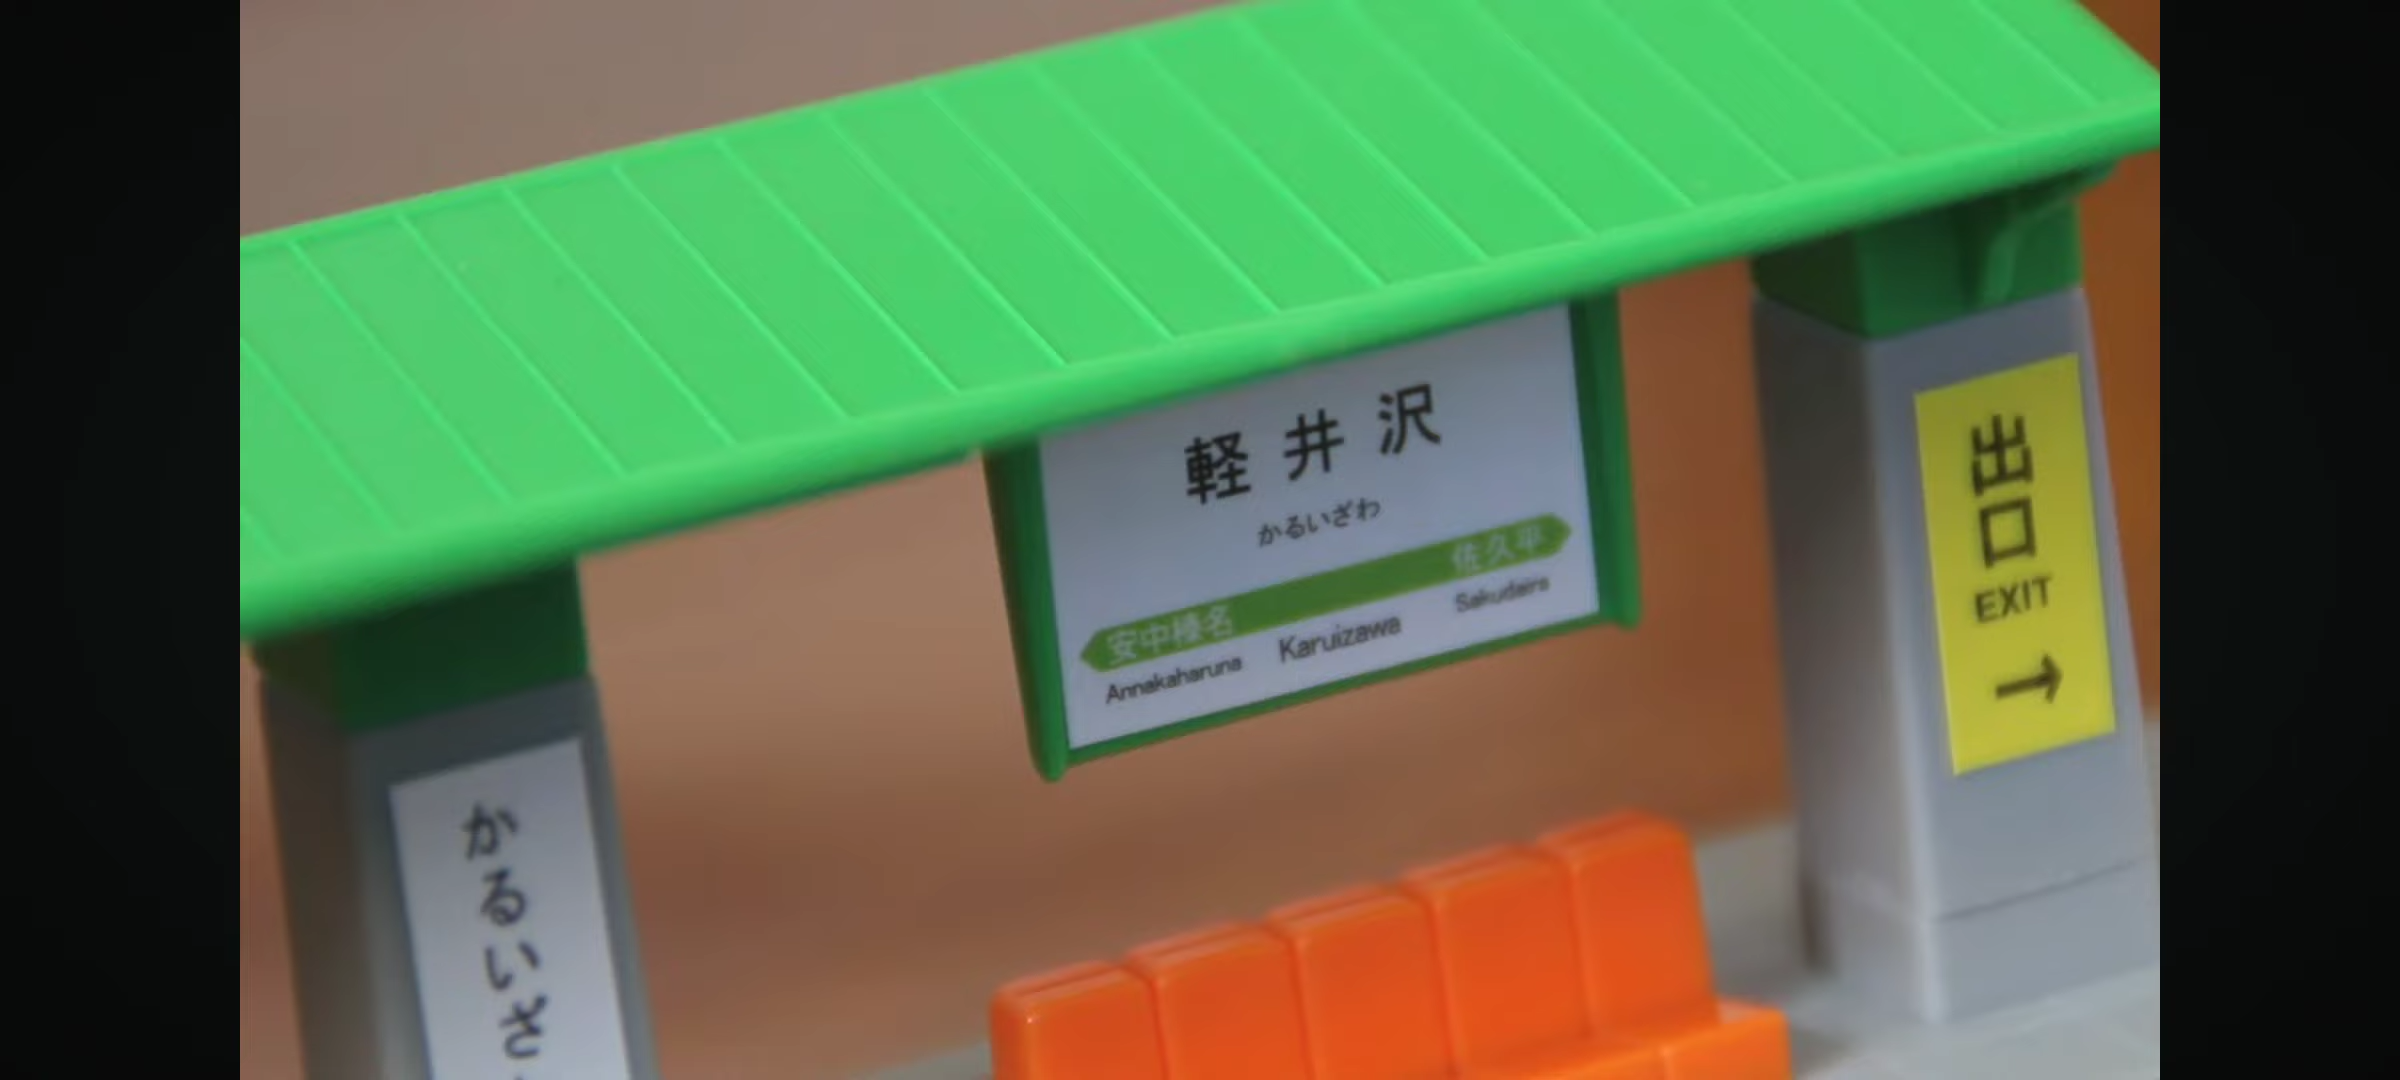 軽井沢
かるいざわ
安中榛名
佐久平
Annakaharuna
Karuizawa
Sakudaira
出口
EXIT
→
かるいざ